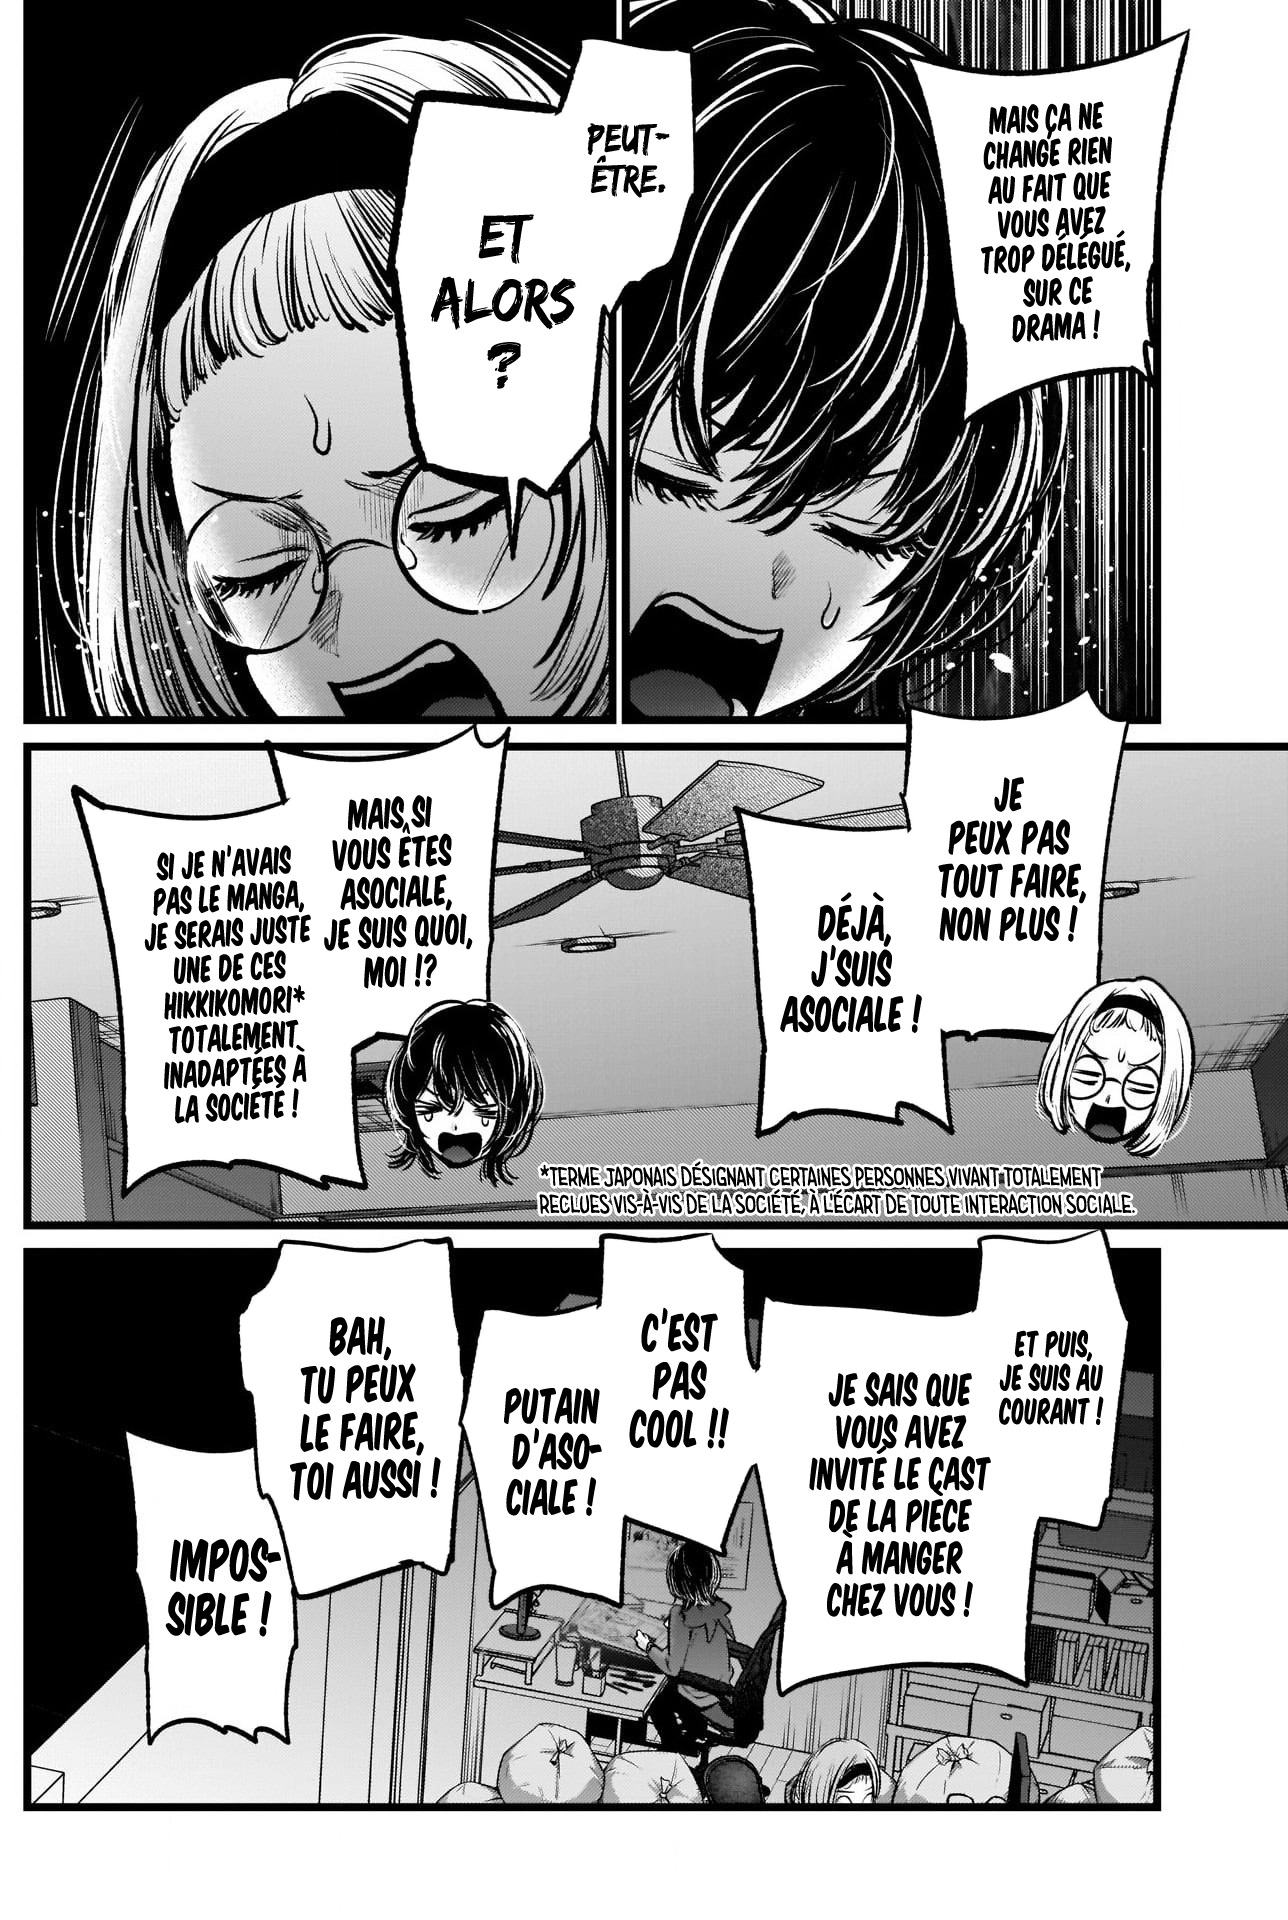 MAIS ÇA NE
CHANGE RIEN
AU FAIT QUE
VOUS AVEZ
TROP DÉLÉGUÉ,
SUR CE
DRAMA !
PEUT-
ÊTRE.
ET
ALORS
?
JE
PEUX PAS
TOUT FAIRE,
NON PLUS !
DÉJÀ,
J'SUIS
ASOCIALE !
MAIS SI
VOUS ÊTES
ASOCIALE,
JE SUIS QUOI,
MOI !?
SI JE N'AVAIS
PAS LE MANGA,
JE SERAIS JUSTE
UNE DE CES
HIKKIKOMORI*
TOTALEMENT
INADAPTÉES À
LA SOCIÉTÉ !
*TERME JAPONAIS DÉSIGNANT CERTAINES PERSONNES VIVANT TOTALEMENT
RECLUES VIS-À-VIS DE LA SOCIÉTÉ, À L'ÉCART DE TOUTE INTERACTION SOCIALE.
ET PUIS,
JE SUIS AU
COURANT !
JE SAIS QUE
VOUS AVEZ
INVITÉ LE CAST
DE LA PIÈCE
À MANGER
CHEZ VOUS !
C'EST
PAS
COOL !!
PUTAIN
D'ASO-
CIALE !
BAH,
TU PEUX
LE FAIRE,
TOI AUSSI !
IMPOS-
SIBLE !